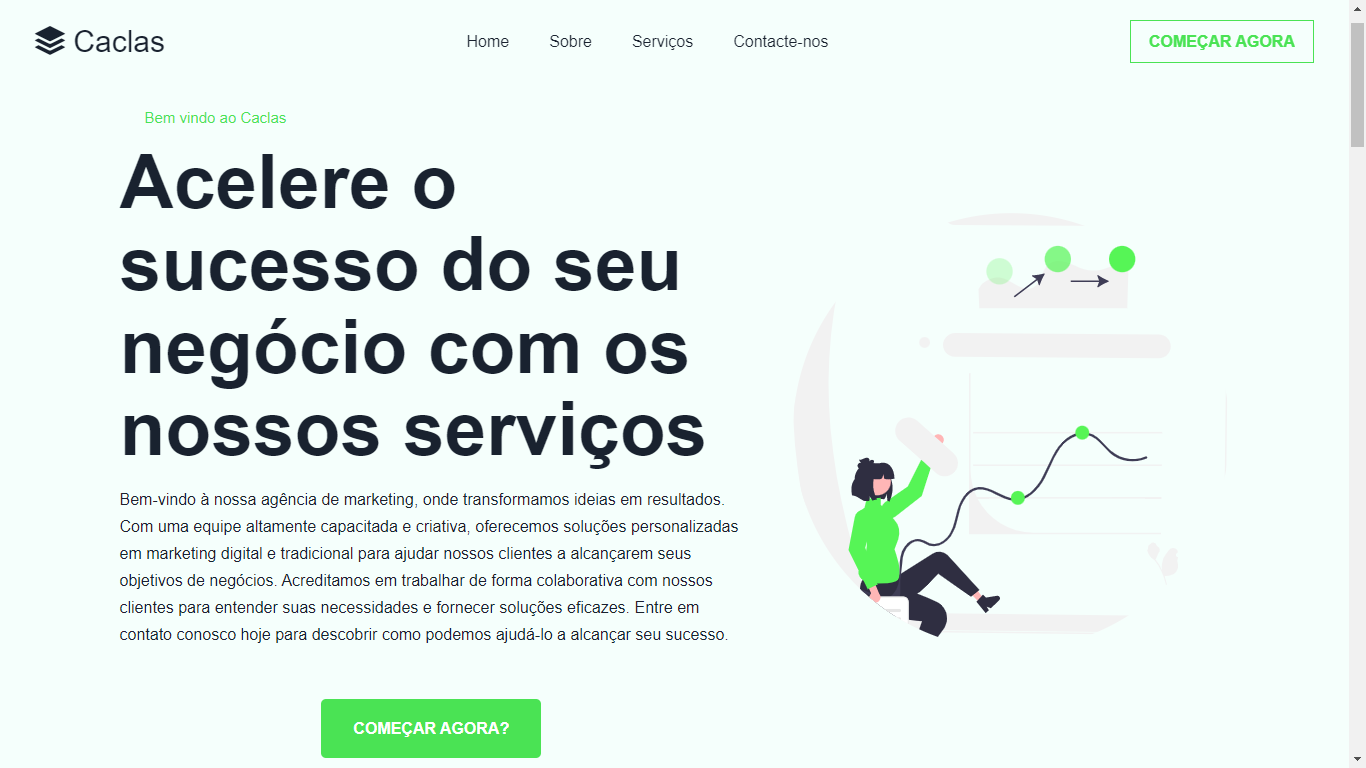 Caclas
Home
Sobre
Serviços
Contacte-nos
COMEÇAR AGORA
Bem vindo ao Caclas
Acelere o
sucesso do seu
negócio com os
nossos serviços
Bem-vindo à nossa agência de marketing, onde transformamos ideias em resultados.
Com uma equipe altamente capacitada e criativa, oferecemos soluções personalizadas
em marketing digital e tradicional para ajudar nossos clientes a alcançarem seus
objetivos de negócios. Acreditamos em trabalhar de forma colaborativa com nossos
clientes para entender suas necessidades e fornecer soluções eficazes. Entre em
contato conosco hoje para descobrir como podemos ajudá-lo a alcançar seu sucesso.
COMEÇAR AGORA?